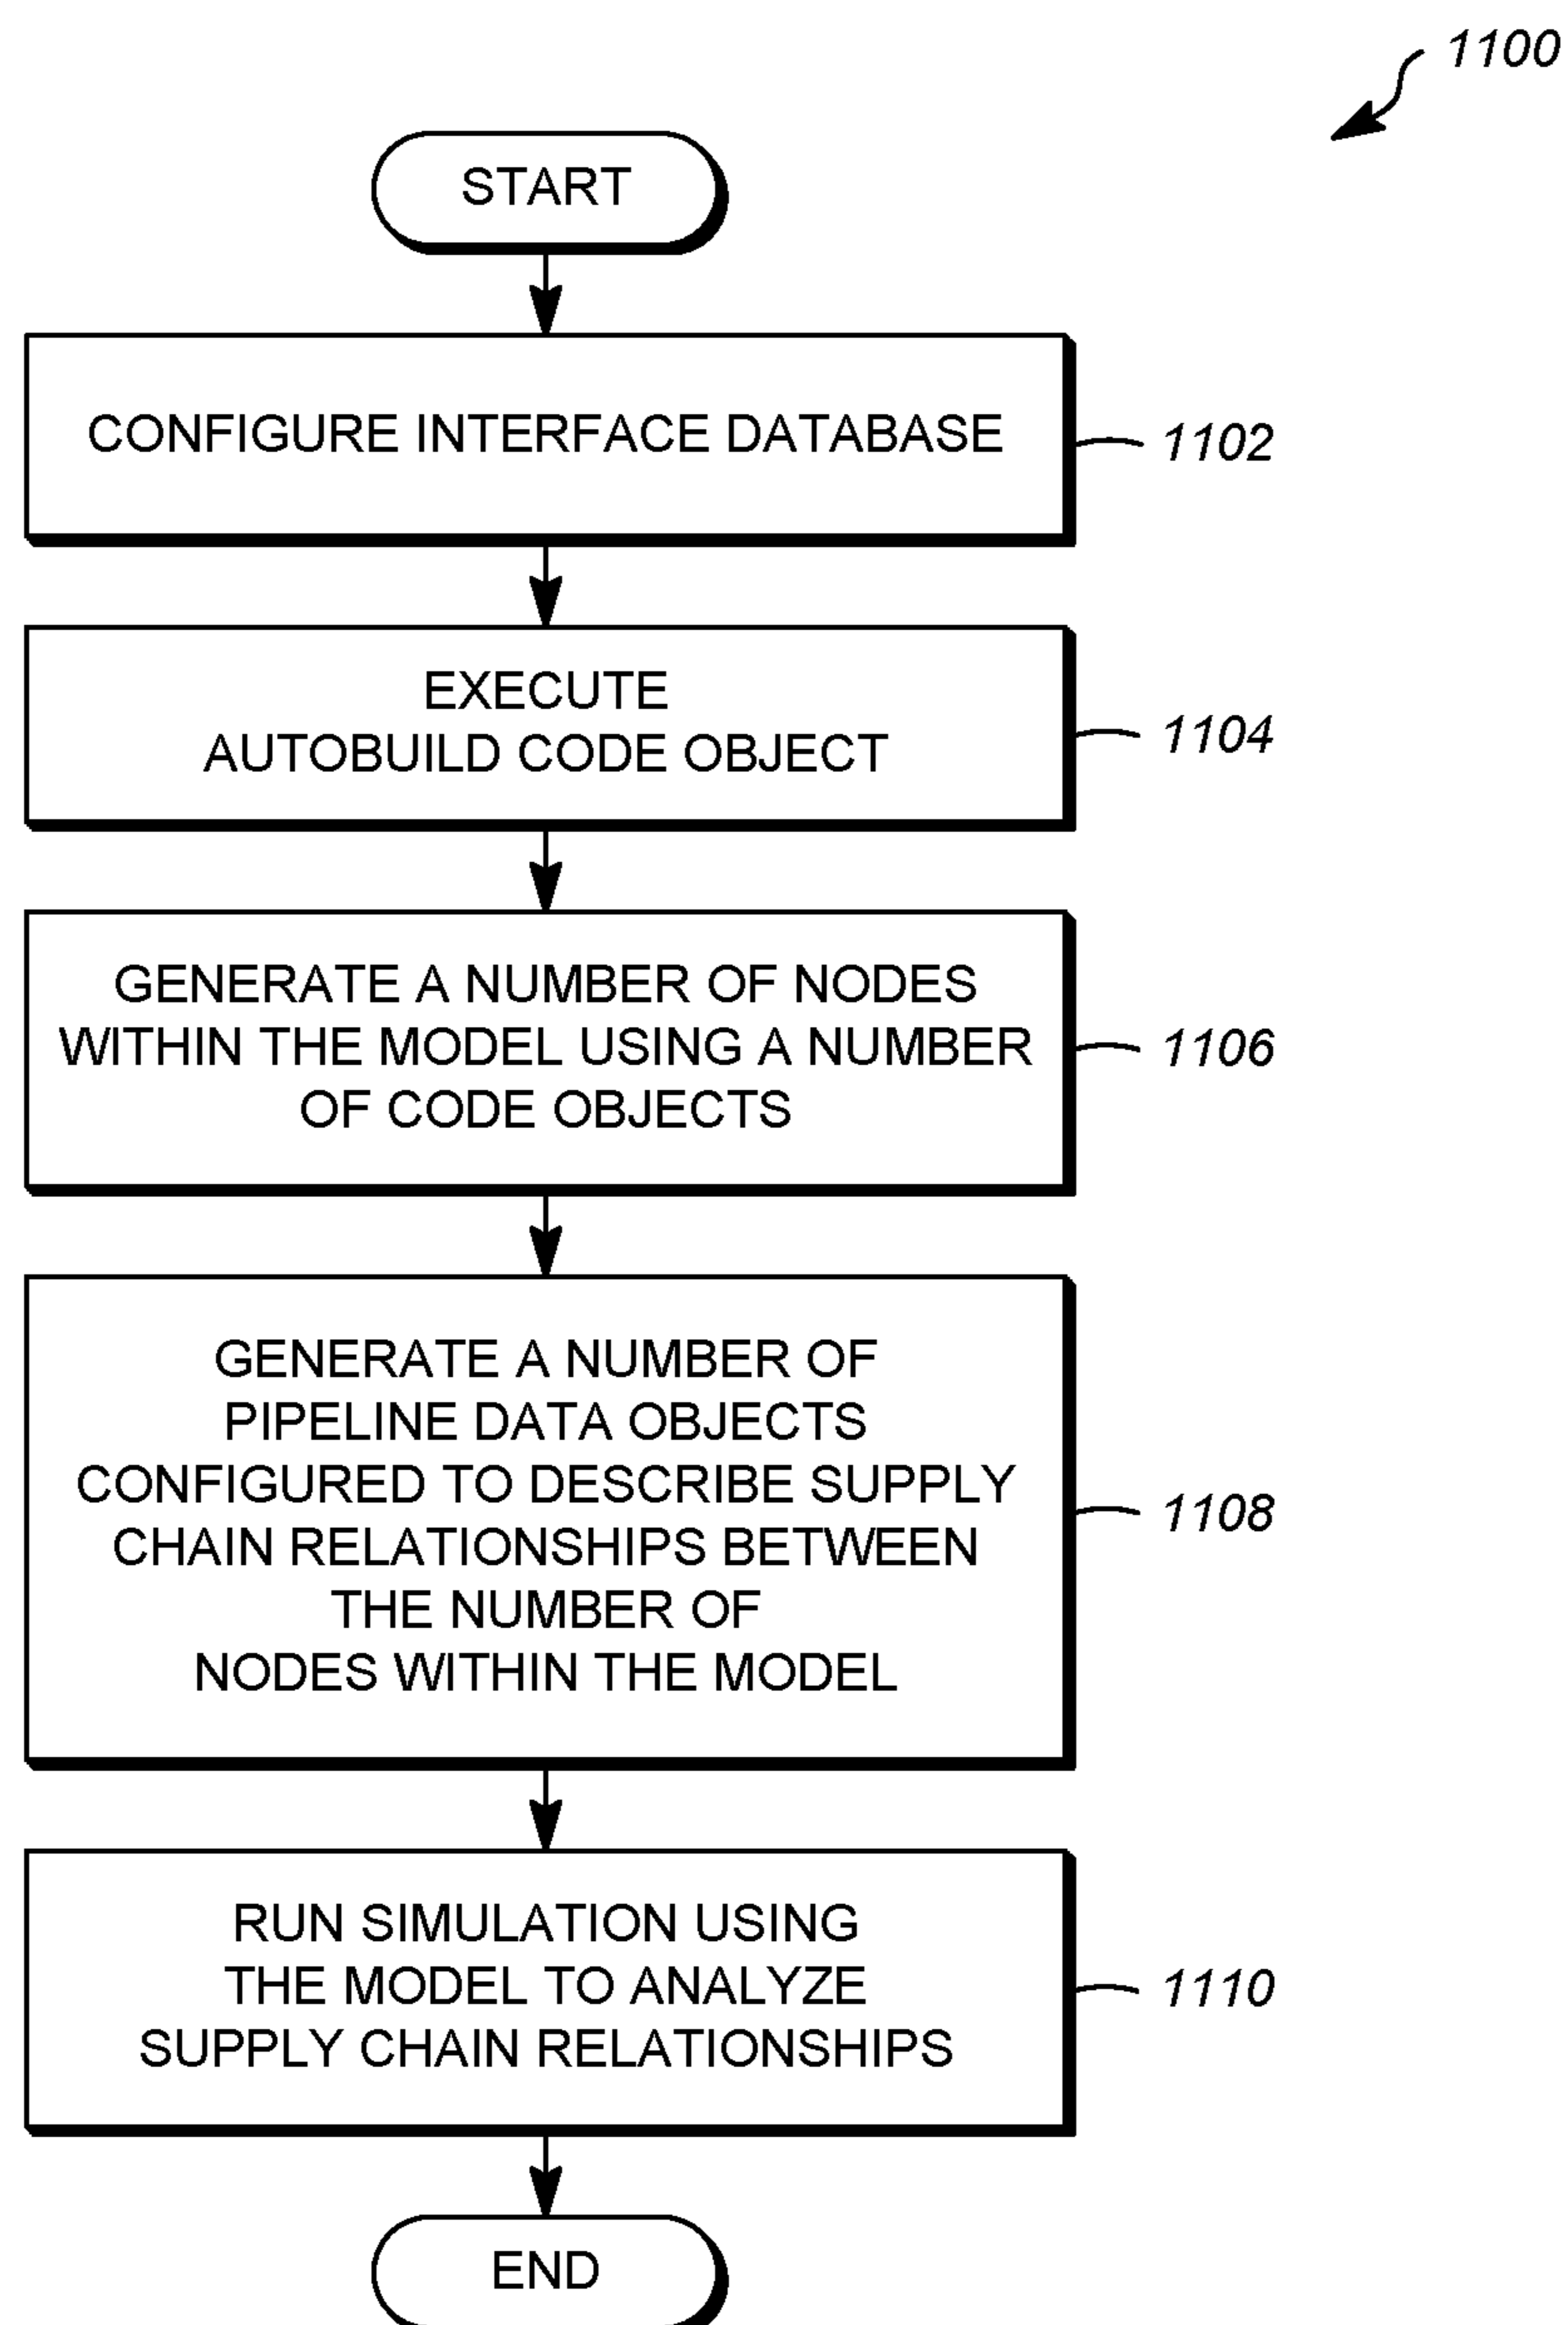 1100
START
CONFIGURE INTERFACE DATABASE
1102
EXECUTE
AUTOBUILD CODE OBJECT
1104
GENERATE A NUMBER OF NODES
WITHIN THE MODEL USING A NUMBER
OF CODE OBJECTS
1106
GENERATE A NUMBER OF
PIPELINE DATA OBJECTS
CONFIGURED TO DESCRIBE SUPPLY
CHAIN RELATIONSHIPS BETWEEN
THE NUMBER OF
NODES WITHIN THE MODEL
1108
RUN SIMULATION USING
THE MODEL TO ANALYZE
SUPPLY CHAIN RELATIONSHIPS
1110
END